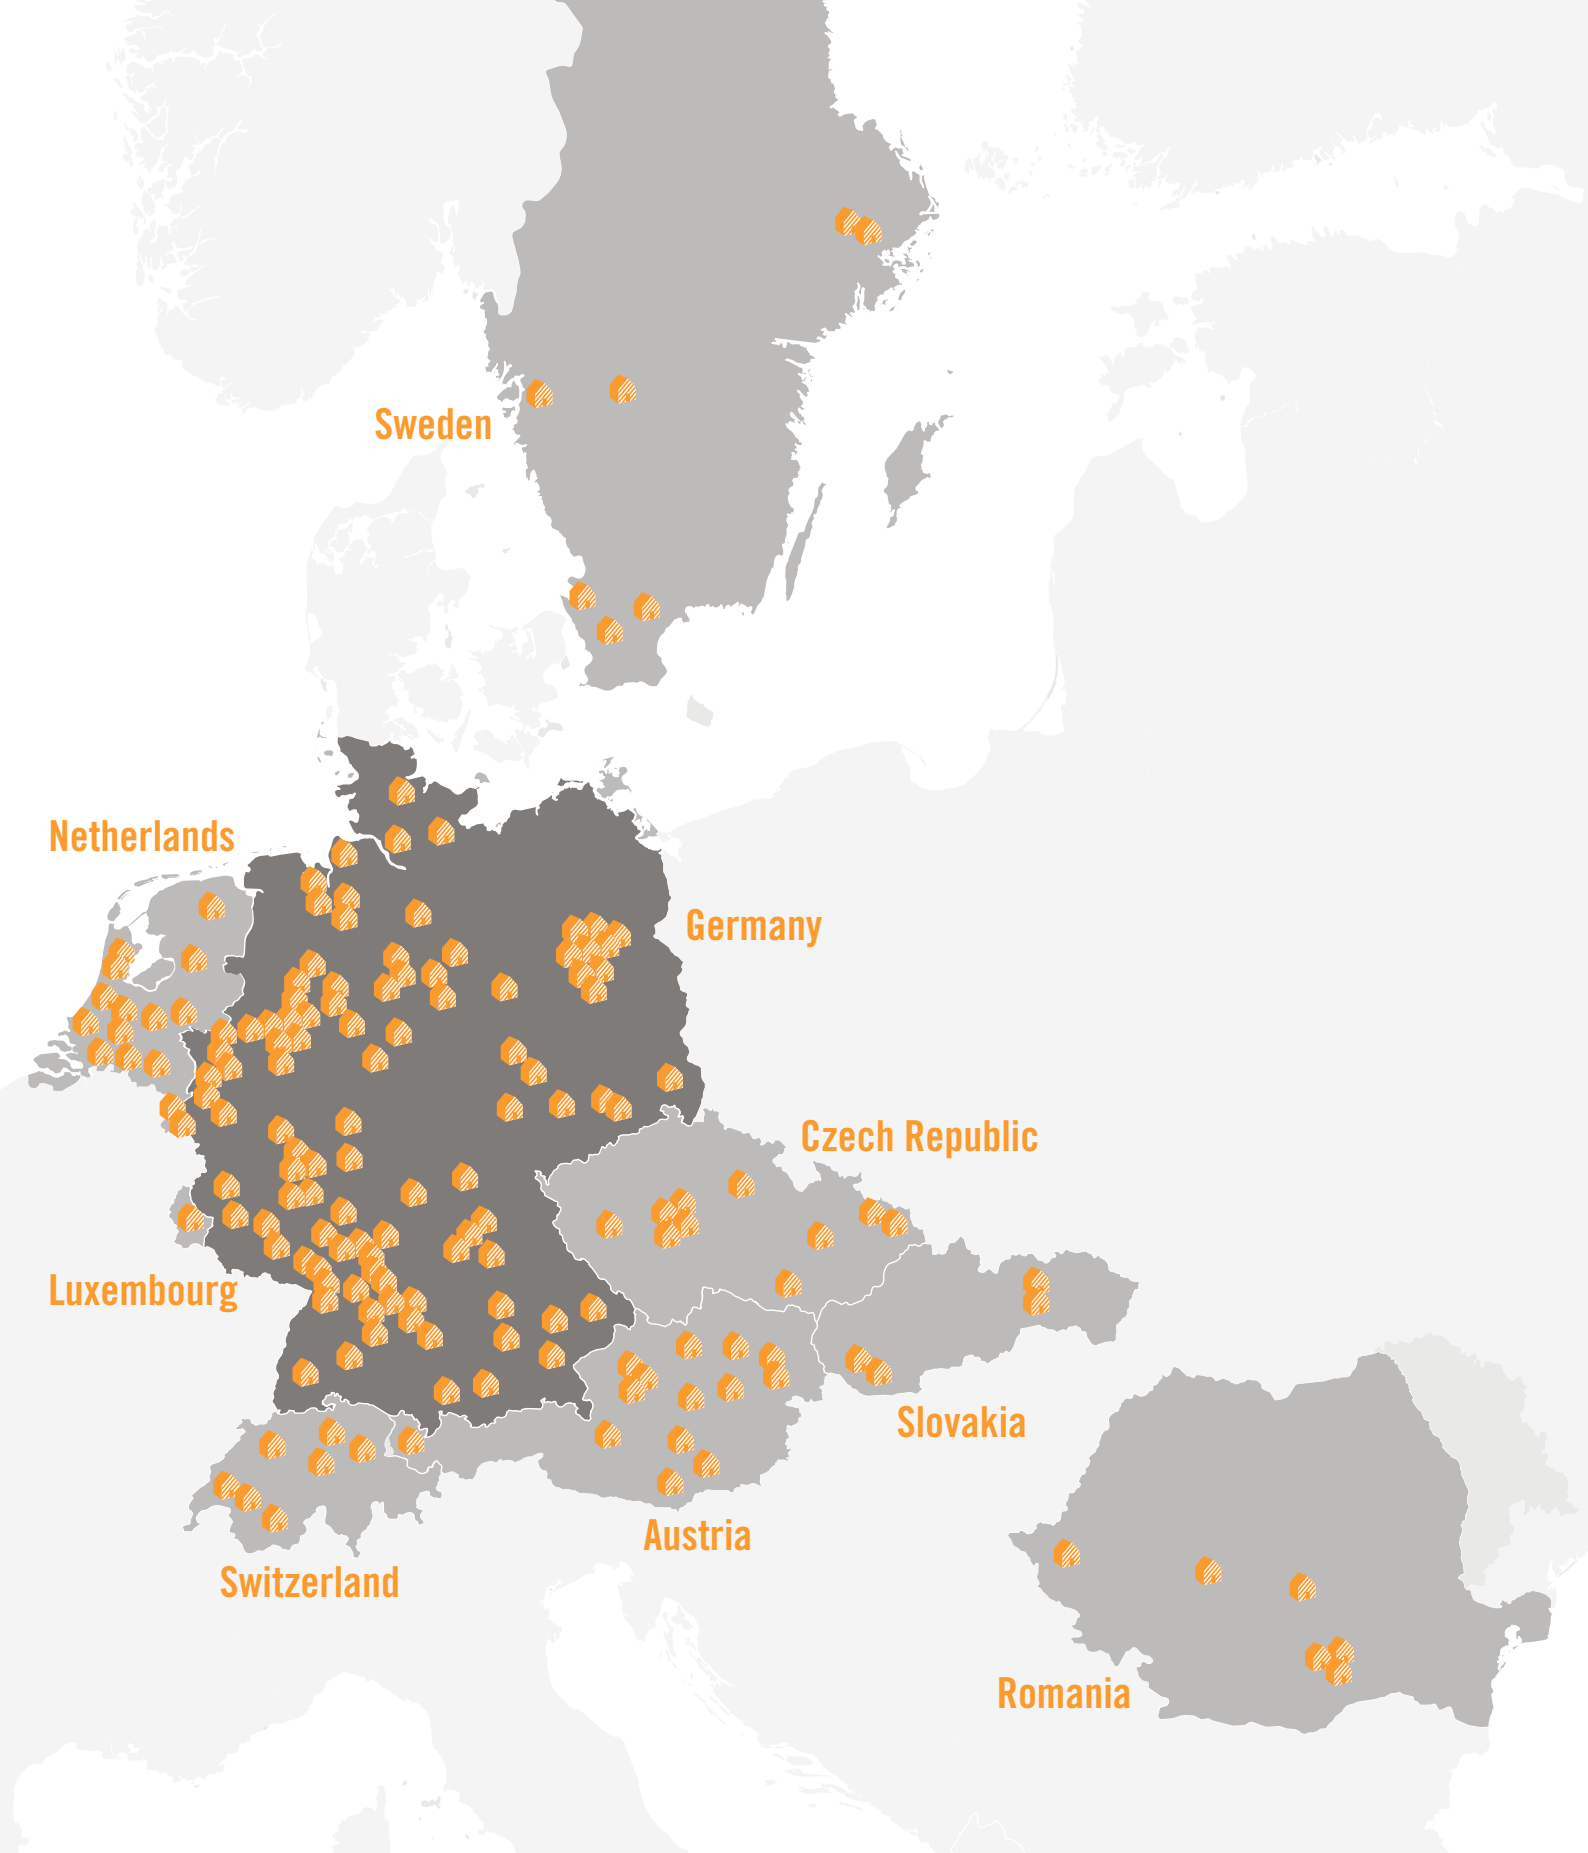 Sweden
Netherlands
Germany
Czech Republic
Luxembourg
Slovakia
Austria
Switzerland
Romania